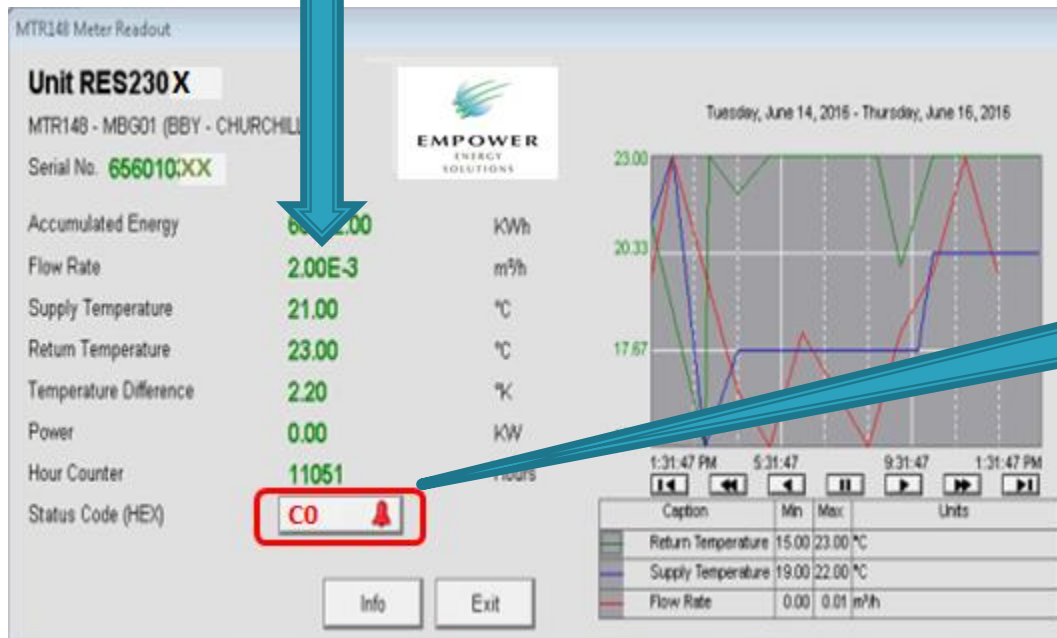 MTR148 Meter Readout
Unit RES230X
MTR148 - MBG01 (BBY - CHURCHILL
Serial No. 656010XX
EMPOWER
ENERGY
SOLUTIONS
Tuesday, June 14, 2016 - Thursday, June 16, 2016
Accumulated Energy KWh
Flow Rate 2.00E-3 m³/h
Supply Temperature 21.00 °C
Return Temperature 23.00 °C
Temperature Difference 2.20 °K
Power 0.00 KW
Hour Counter 11051 Hours
Status Code (HEX) C0
Info Exit
23.00
20.33
17.67
1:31:47 PM 5:31:47 9:31:47 1:31:47 PM
Caption Min Max Units
Return Temperature 15.00 23.00 °C
Supply Temperature 19.00 22.00 °C
Flow Rate 0.00 0.01 m³/h